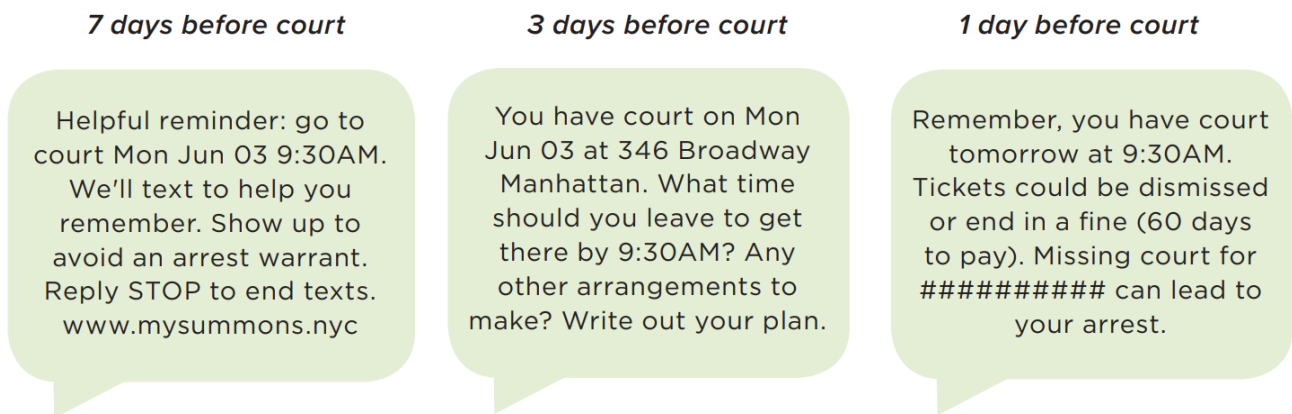 7 days before court
Helpful reminder: go to
court Mon Jun 03 9:30AM.
We'll text to help you
remember. Show up to
avoid an arrest warrant.
Reply STOP to end texts.
www.mysummons.nyc
3 days before court
You have court on Mon
Jun 03 at 346 Broadway
Manhattan. What time
should you leave to get
there by 9:30AM? Any
other arrangements to
make? Write out your plan.
1 day before court
Remember, you have court
tomorrow at 9:30AM.
Tickets could be dismissed
or end in a fine (60 days
to pay). Missing court for
########## can lead to
your arrest.